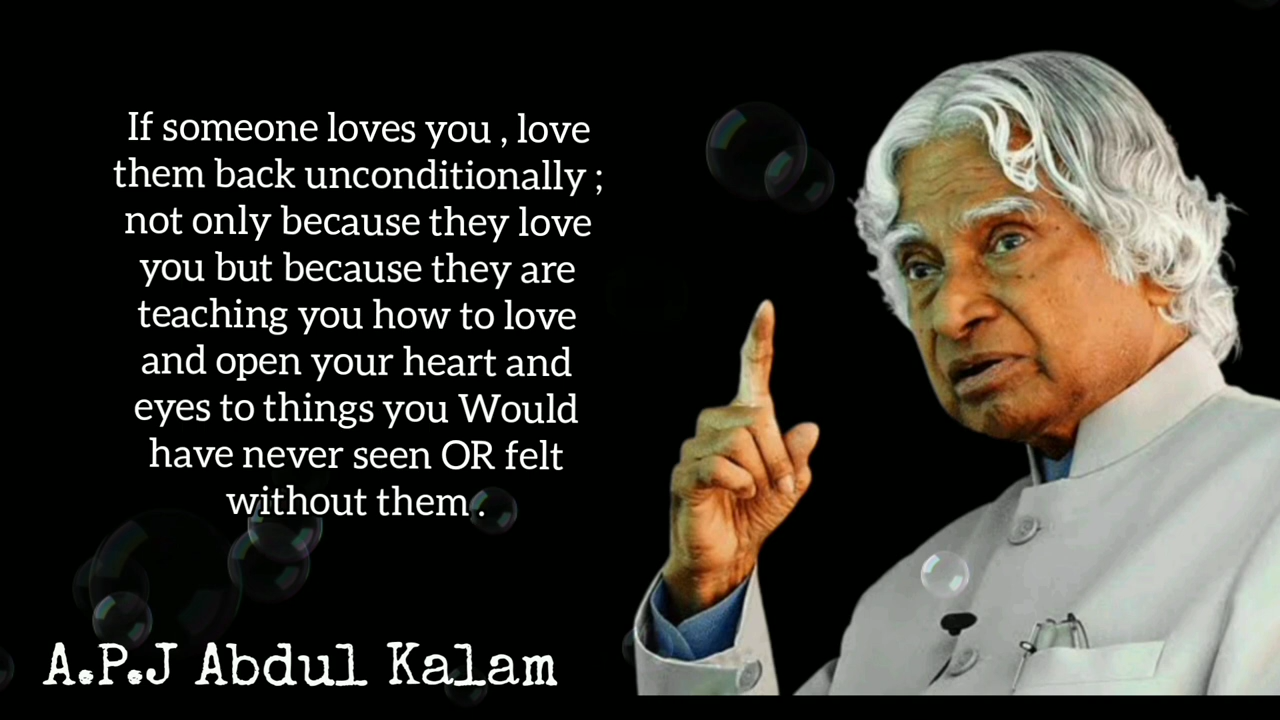 If someone loves you , love
them back unconditionally ;
not only because they love
you but because they are
teaching you how to love
and open your heart and
eyes to things you Would
have never seen OR felt
without them .
A.P.J Abdul Kalam